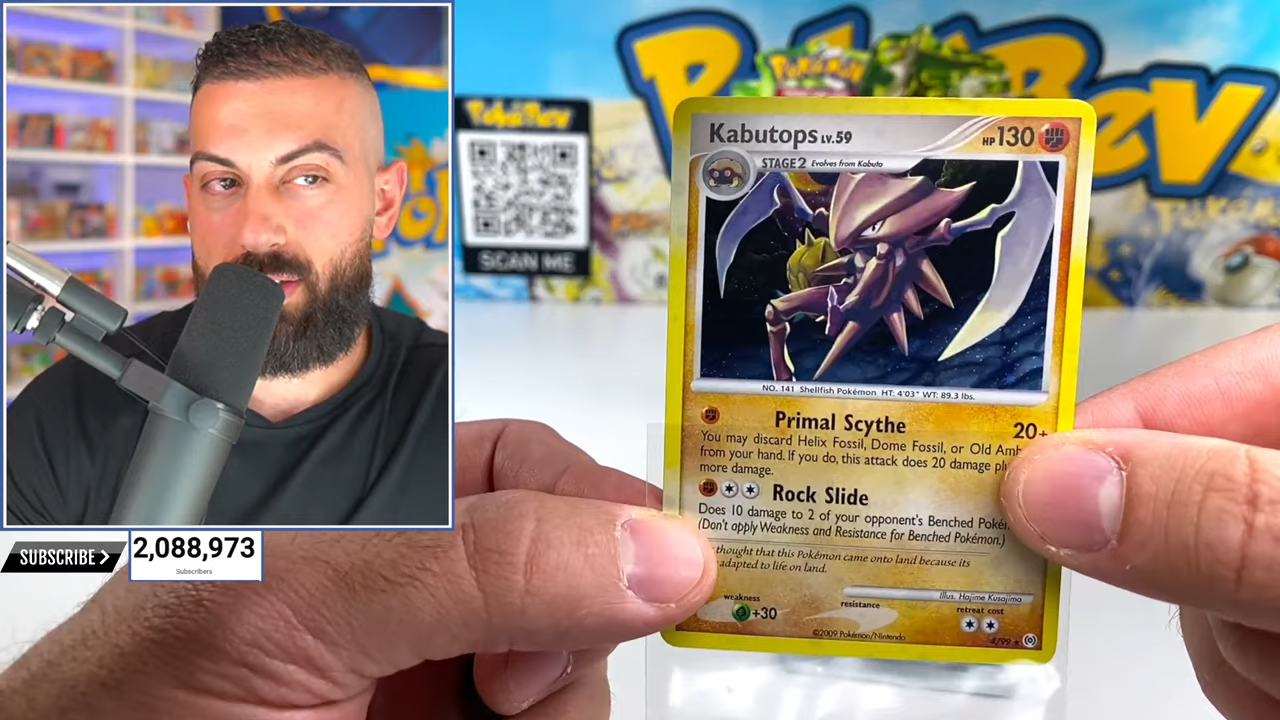 PokeRev
SCAN ME
POKéMON
Kabutops LV.59
HP 130
STAGE2 Evolves from Kabuto
NO. 141 Shellfish Pokémon HT: 4'03" WT: 89.3 lbs.
Primal Scythe 20+
You may discard Helix Fossil, Dome Fossil, or Old Amb
from your hand. If you do, this attack does 20 damage pl
more damage.
Rock Slide
Does 10 damage to 2 of your opponent's Benched Poké
(Don't apply Weakness and Resistance for Benched Pokémon.)
thought that this Pokémon came onto land because its
adapted to life on land.
Illus. Hajime Kusajima
weakness
+30
resistance
retreat cost
©2009 Pokémon/Nintendo
4/99
SUBSCRIBE >
2,088,973
Subscribers